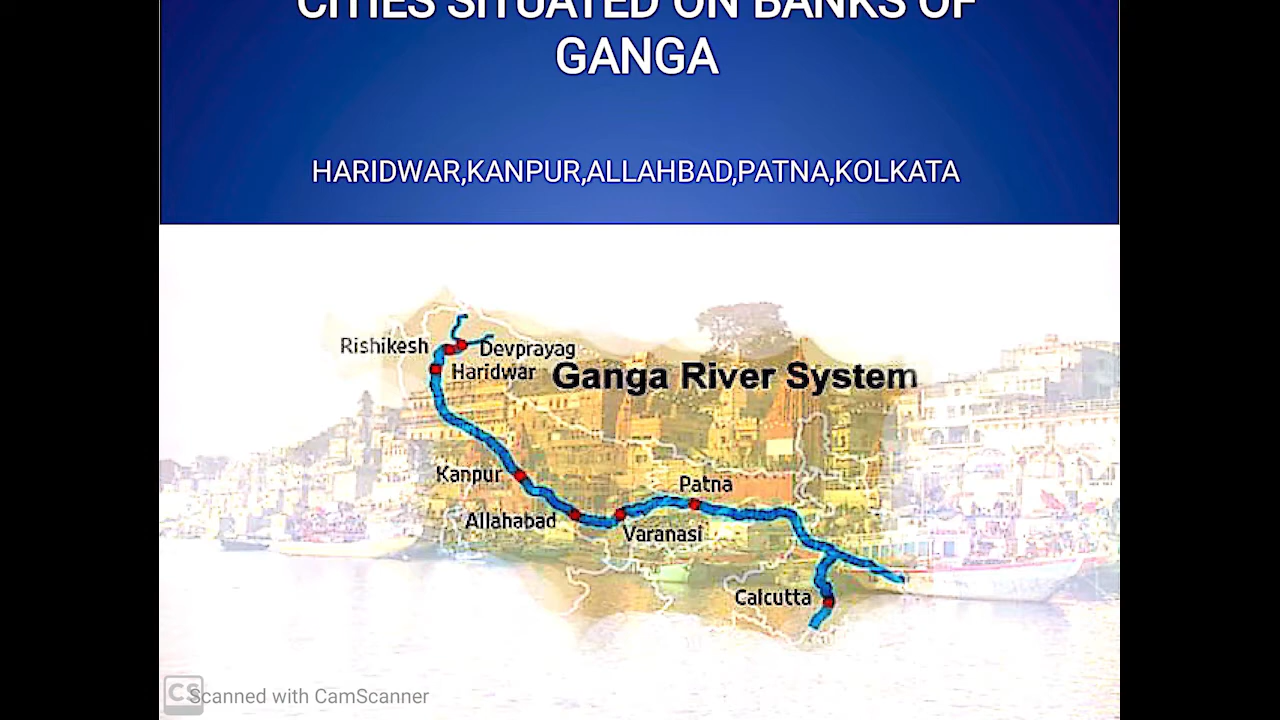 CITIES SITUATED ON BANKS OF
GANGA
HARIDWAR,KANPUR,ALLAHBAD,PATNA,KOLKATA
Rishikesh
Devprayag
Haridwar
Ganga River System
Kanpur
Patna
Allahabad
Varanasi
Calcutta
CS Scanned with CamScanner